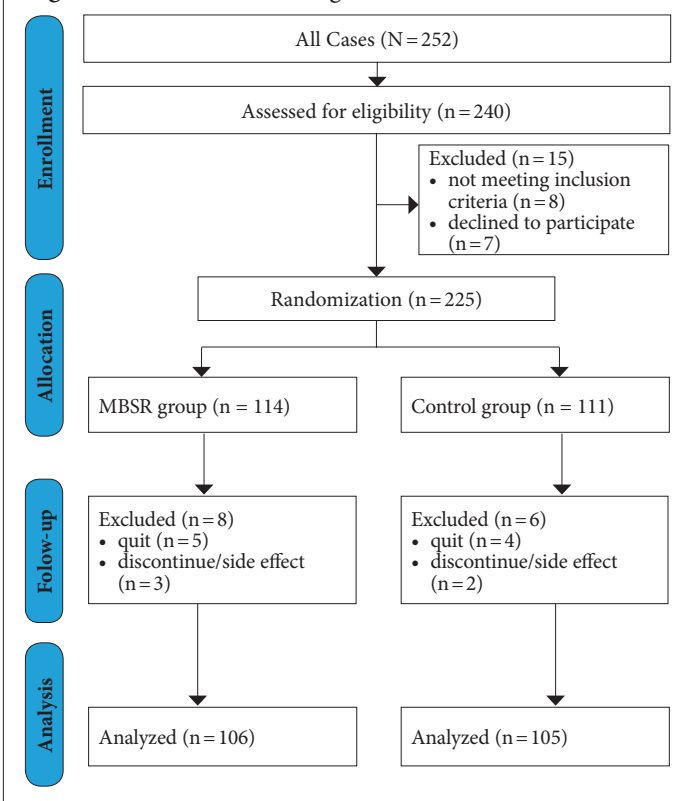 All Cases (N = 252)
Enrollment
Assessed for eligibility (n = 240)
Excluded (n = 15)
• not meeting inclusion
criteria (n = 8)
• declined to participate
(n = 7)
Allocation
Randomization (n = 225)
MBSR group (n = 114)
Control group (n = 111)
Folow-up
Excluded (n = 8)
• quit (n = 5)
• discontinue/side effect
(n = 3)
Excluded (n = 6)
• quit (n = 4)
• discontinue/side effect
(n = 2)
Analysis
Analyzed (n = 106)
Analyzed (n = 105)